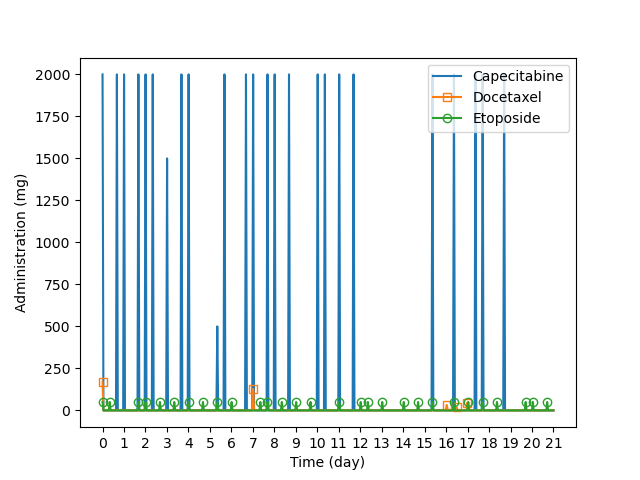 Capecitabine
Docetaxel
Etoposide
Administration (mg)
2000
1750
1500
1250
1000
750
500
250
0
0 1 2 3 4 5 6 7 8 9 10 11 12 13 14 15 16 17 18 19 20 21
Time (day)